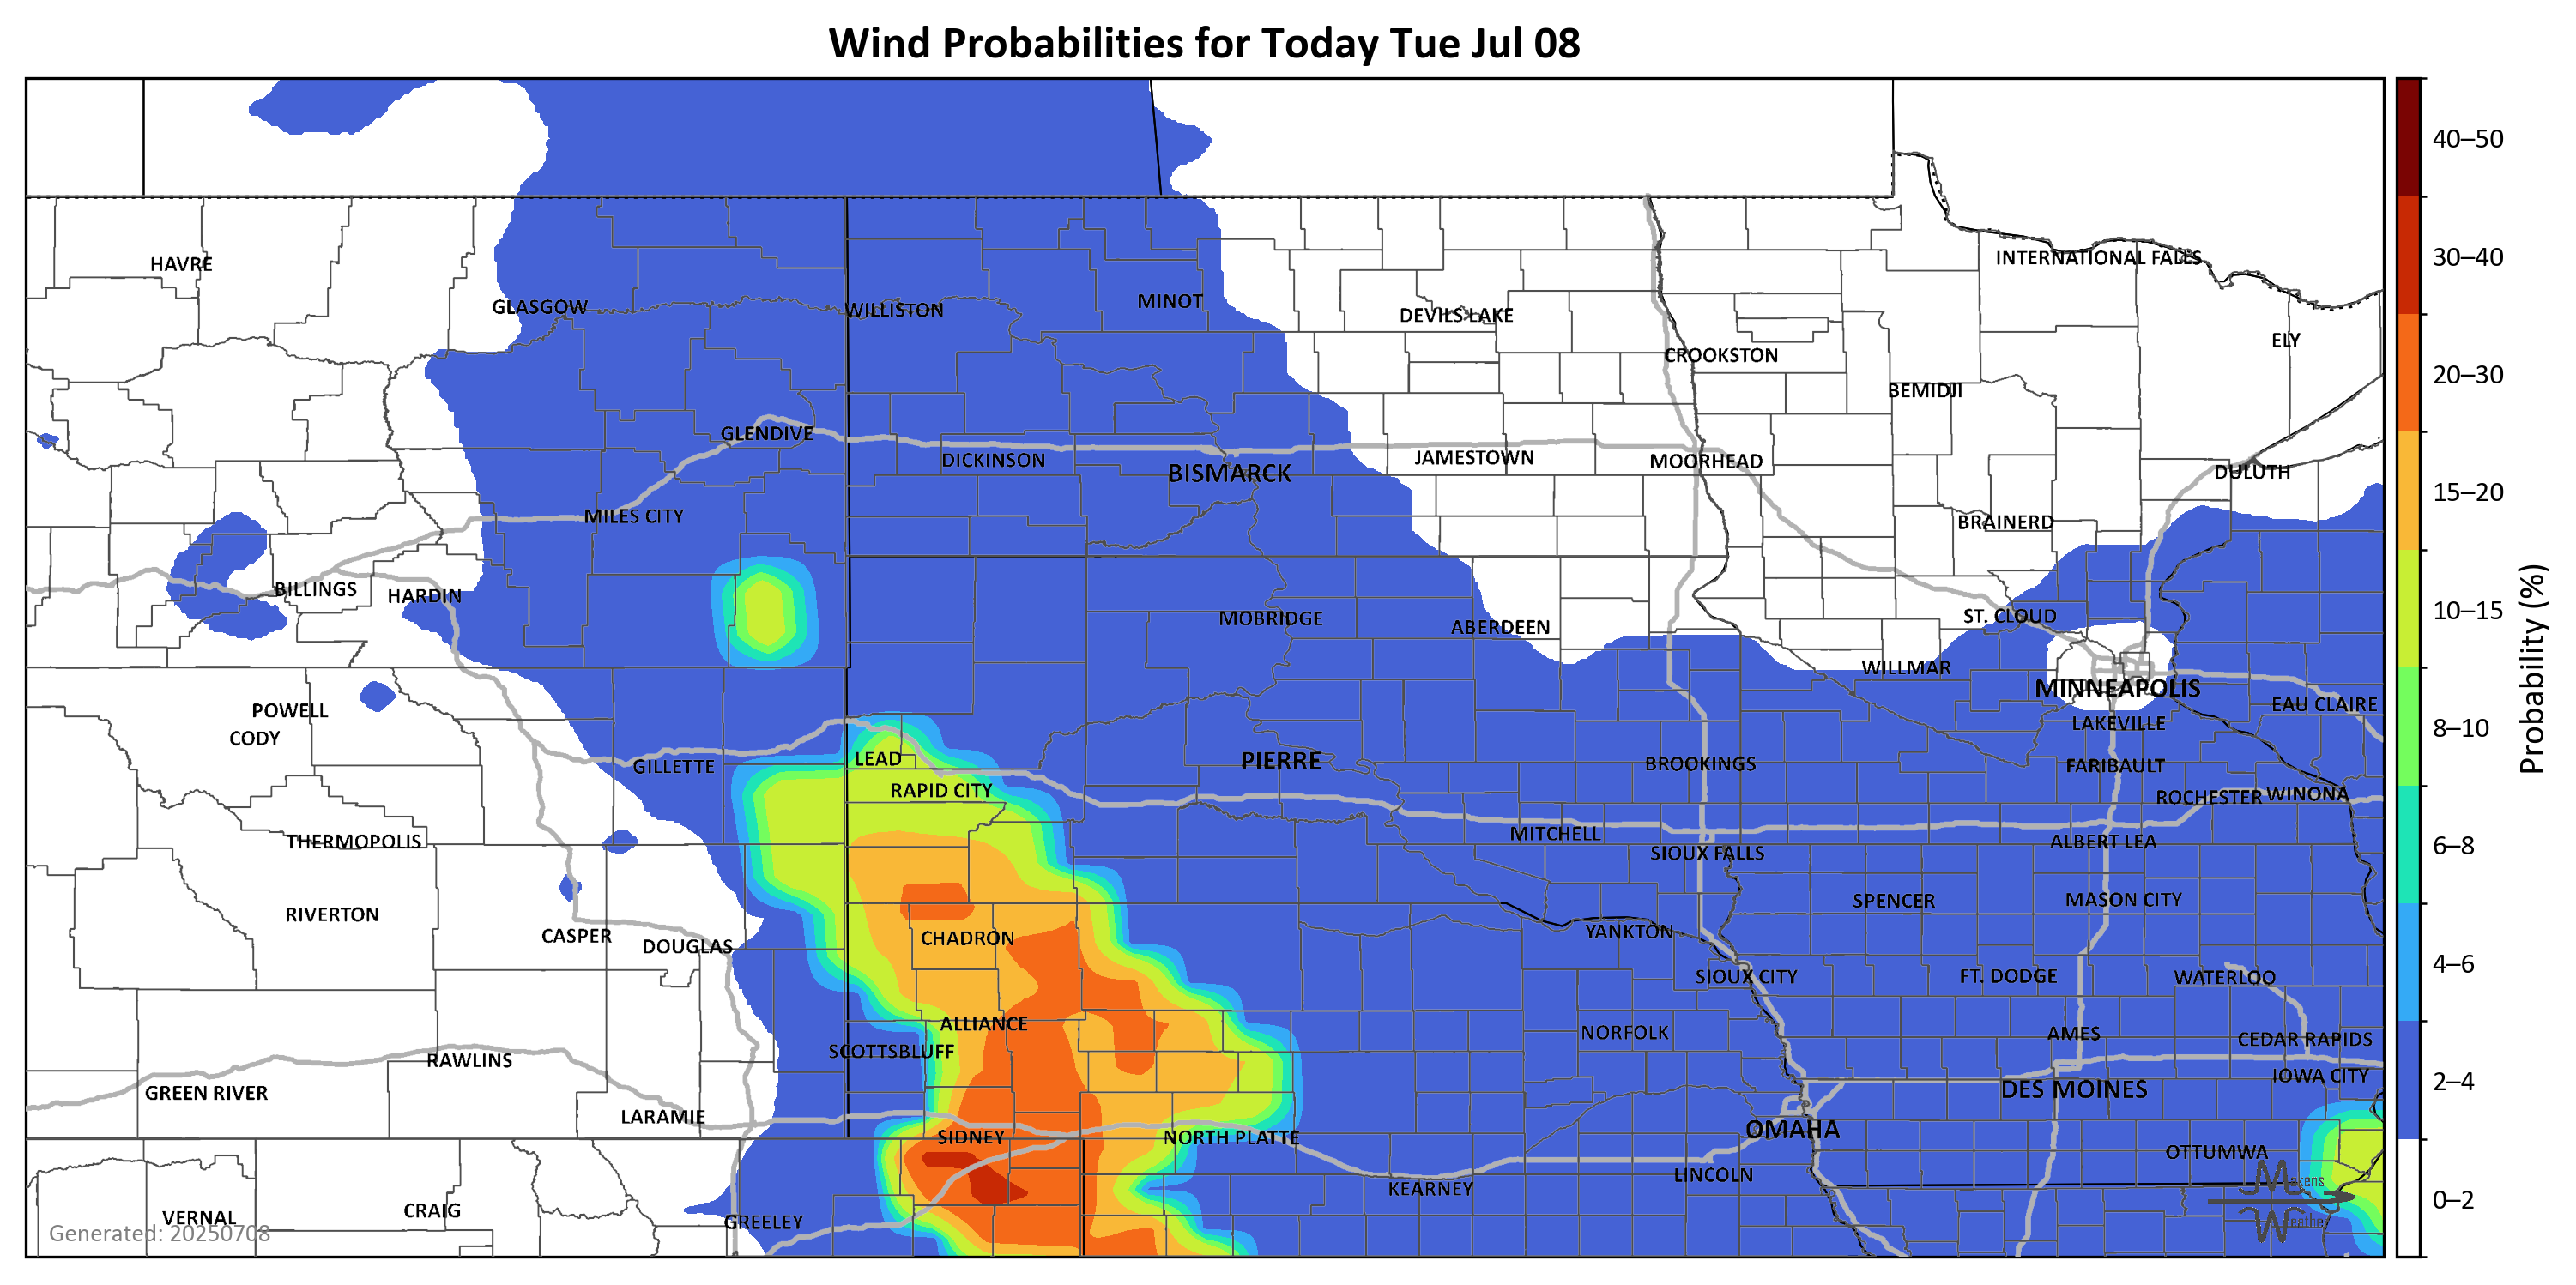 Wind Probabilities for Today Tue Jul 08
40–50
HAVRE
INTERNATIONAL FALLS
30–40
GLASGOW
WILLISTON
MINOT
DEVILS LAKE
ELY
CROOKSTON
20–30
BEMIDJI
GLENDIVE
DICKINSON
BISMARCK
JAMESTOWN
MOORHEAD
DULUTH
15–20
MILES CITY
BRAINERD
BILLINGS
HARDIN
MOBRIDGE
ABERDEEN
ST. CLOUD
10–15
WILLMAR
MINNEAPOLIS
POWELL
EAU CLAIRE
CODY
LAKEVILLE
8–10
Probability (%)
GILLETTE
LEAD
PIERRE
BROOKINGS
FARIBAULT
RAPID CITY
ROCHESTER
WINONA
THERMOPOLIS
MITCHELL
SIOUX FALLS
ALBERT LEA
6–8
RIVERTON
SPENCER
MASON CITY
CASPER
DOUGLAS
CHADRON
YANKTON
4–6
SIOUX CITY
FT. DODGE
WATERLOO
ALLIANCE
NORFOLK
AMES
CEDAR RAPIDS
RAWLINS
SCOTTSBLUFF
IOWA CITY
2–4
GREEN RIVER
DES MOINES
LARAMIE
SIDNEY
NORTH PLATTE
OMAHA
OTTUMWA
LINCOLN
KEARNEY
0–2
VERNAL
CRAIG
GREELEY
Generated: 20250708